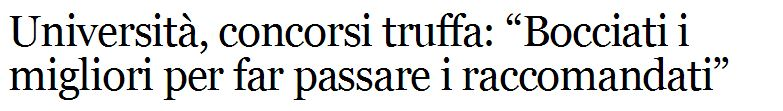 Università, concorsi truffa: “Bocciati i
migliori per far passare i raccomandati”